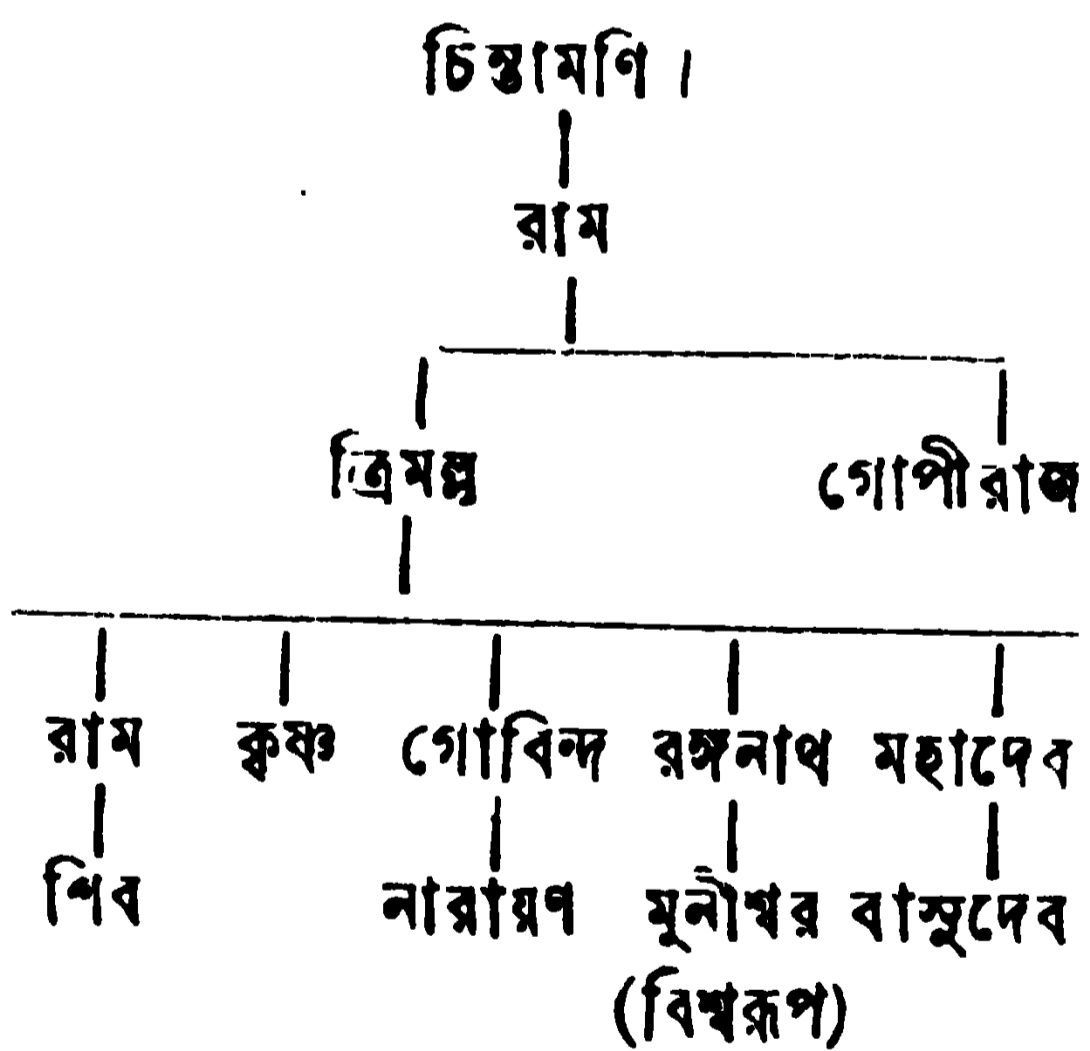 চিন্তামণি ।
রাম
ত্রিমল্ল গোপীরাজ
রাম কৃষ্ণ গোবিন্দ রঙ্গনাথ মহাদেব
শিব নারায়ণ মুনীশ্বর বাসুদেব
(বিশ্বরূপ)